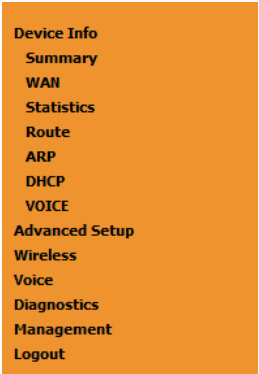 Device Info
Summary
WAN
Statistics
Route
ARP
DHCP
VOICE
Advanced Setup
Wireless
Voice
Diagnostics
Management
Logout